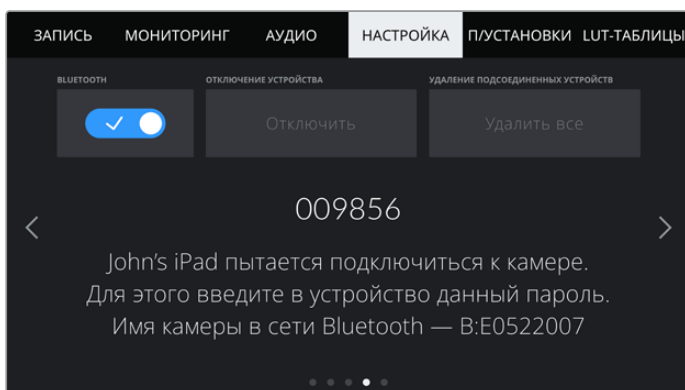 ЗАПИСЬ МОНИТОРИНГ АУДИО НАСТРОЙКА П/УСТАНОВКИ LUT-ТАБЛИЦЫ
BLUETOOTH ОТКЛЮЧЕНИЕ УСТРОЙСТВА УДАЛЕНИЕ ПОДСОЕДИНЕННЫХ УСТРОЙСТВ
Отключить Удалить все
009856
John's iPad пытается подключиться к камере.
Для этого введите в устройство данный пароль.
Имя камеры в сети Bluetooth — B:E0522007